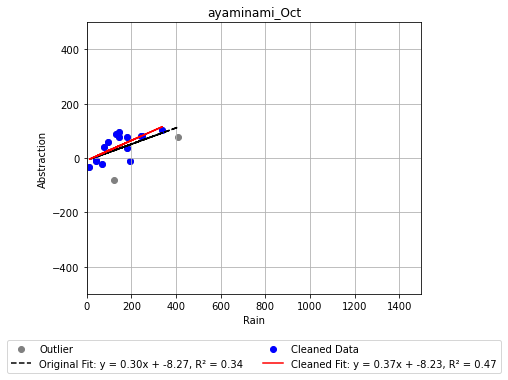 ayaminami_Oct
400
200
0
−200
−400
Abstraction
0 200 400 600 800 1000 1200 1400
Rain
Outlier
Cleaned Data
Original Fit: y = 0.30x + -8.27, R² = 0.34
Cleaned Fit: y = 0.37x + -8.23, R² = 0.47